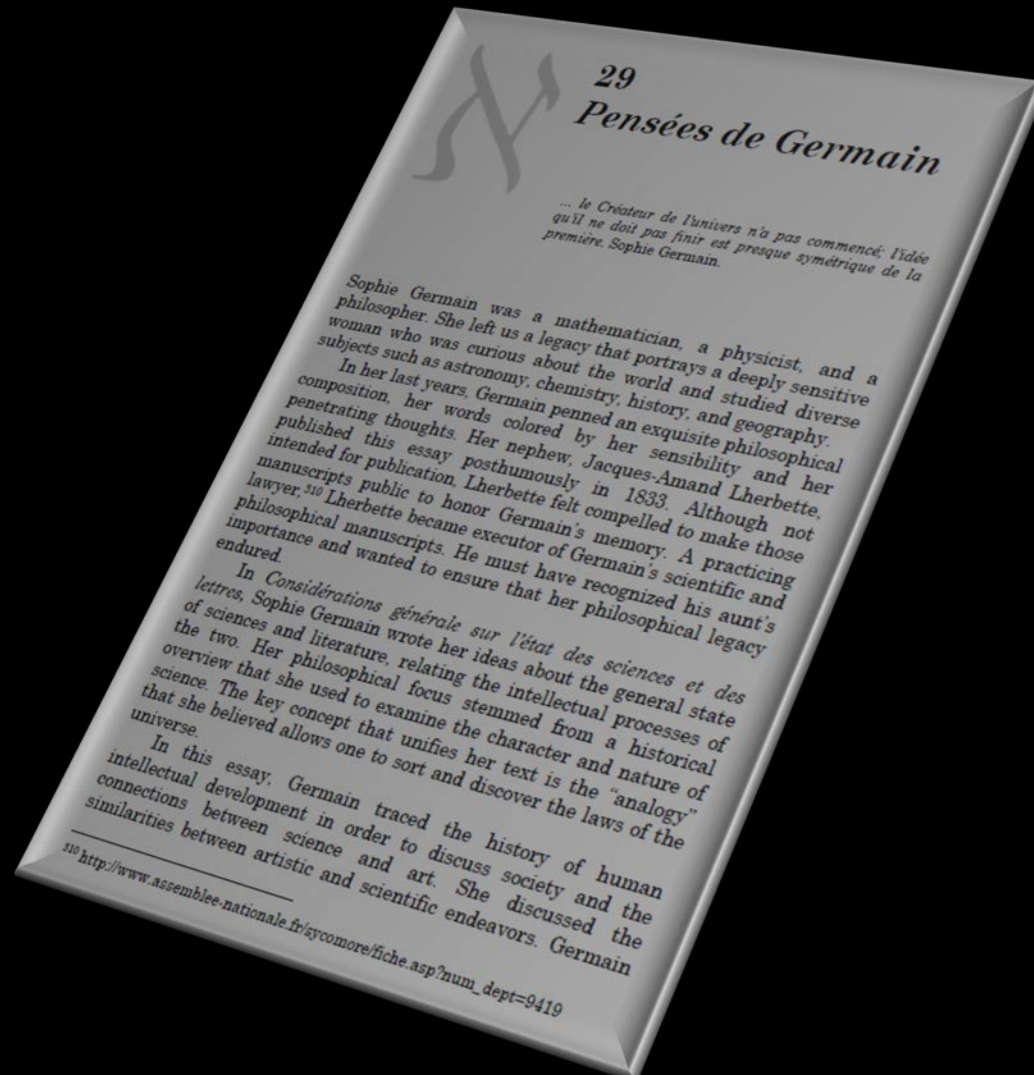 א
29
Pensées de Germain
... le Créateur de l'univers n'a pas commencé; l'idée
qu'il ne doit pas finir est presque symétrique de la
première. Sophie Germain.
Sophie Germain was a mathematician, a physicist, and a
philosopher. She left us a legacy that portrays a deeply sensitive
woman who was curious about the world and studied diverse
subjects such as astronomy, chemistry, history, and geography.
In her last years, Germain penned an exquisite philosophical
composition, her words colored by her sensibility and her
penetrating thoughts. Her nephew, Jacques-Amand Lherbette,
published this essay posthumously in 1833. Although not
intended for publication, Lherbette felt compelled to make those
manuscripts public to honor Germain's memory. A practicing
lawyer,³¹⁰ Lherbette became executor of Germain's scientific and
philosophical manuscripts. He must have recognized his aunt's
importance and wanted to ensure that her philosophical legacy
endured.
In Considérations générale sur l'état des sciences et des
lettres, Sophie Germain wrote her ideas about the general state
of sciences and literature, relating the intellectual processes of
the two. Her philosophical focus stemmed from a historical
overview that she used to examine the character and nature of
science. The key concept that unifies her text is the “analogy”
that she believed allows one to sort and discover the laws of the
universe.
In this essay, Germain traced the history of human
intellectual development in order to discuss society and the
connections between science and art. She discussed the
similarities between artistic and scientific endeavors. Germain
³¹⁰ http://www.assemblee-nationale.fr/sycomore/fiche.asp?num_dept=9419